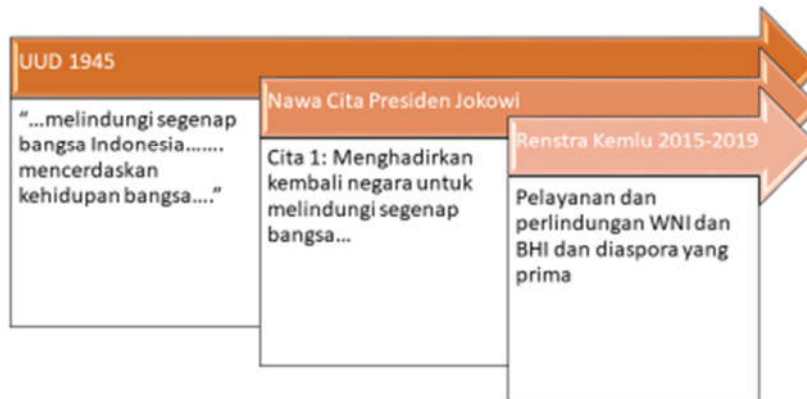 UUD 1945
"...melindungi segenap
bangsa Indonesia.......
mencerdaskan
kehidupan bangsa...."
Nawa Cita Presiden Jokowi
Cita 1: Menghadirkan
kembali negara untuk
melindungi segenap
bangsa...
Renstra Kemlu 2015-2019
Pelayanan dan
perlindungan WNI dan
BHI dan diaspora yang
prima